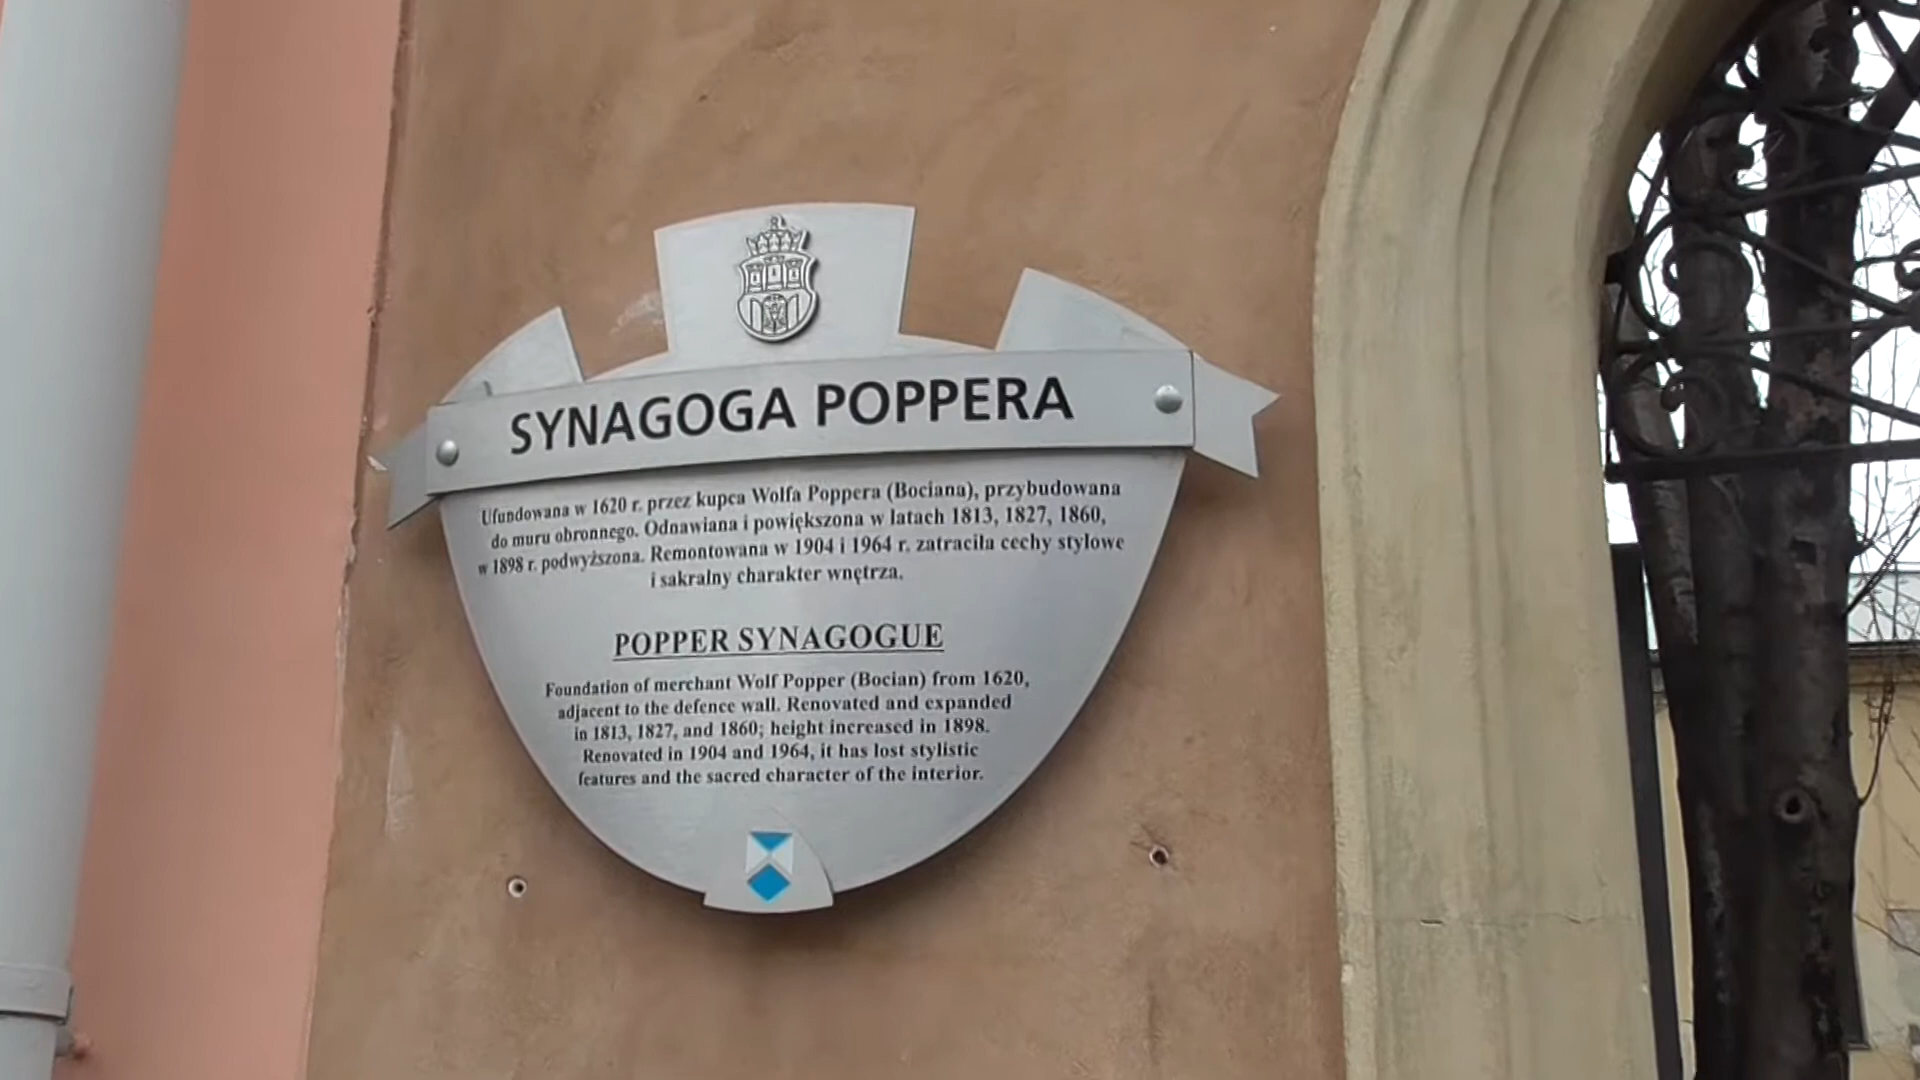 SYNAGOGA POPPERA
Ufundowana w 1620 r. przez kupca Wolfa Poppera (Bociana), przybudowana
do muru obronnego. Odnawiana i powiększona w latach 1813, 1827, 1860,
w 1898 r. podwyższona. Remontowana w 1904 i 1964 r. zatraciła cechy stylowe
i sakralny charakter wnętrza.
POPPER SYNAGOGUE
Foundation of merchant Wolf Popper (Bocian) from 1620,
adjacent to the defence wall. Renovated and expanded
in 1813, 1827, and 1860; height increased in 1898.
Renovated in 1904 and 1964, it has lost stylistic
features and the sacred character of the interior.